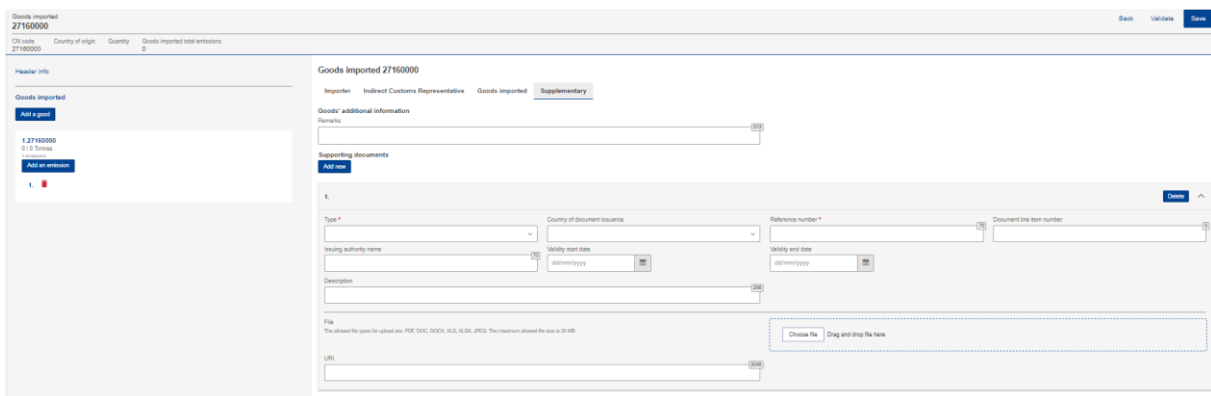 Goods imported
27160000
Back Validate Save
CN code Country of origin Quantity Goods imported total emissions
27160000 0
Header info
Goods imported
Add a good
1.27160000
0 | 0 Tonnes
1 emissions
Add an emission
1.
Goods imported 27160000
Importer Indirect Customs Representative Goods imported Supplementary
Goods' additional information
Remarks
512
Supporting documents
Add new
1. Delete
Type * Country of document issuance Reference number * Document line item number
70 5
Issuing authority name Validity start date Validity end date
70 dd/mm/yyyy dd/mm/yyyy
Description
256
File
The allowed file types for upload are: PDF, DOC, DOCX, XLS, XLSX, JPEG. The maximum allowed file size is 20 MB
Choose file Drag and drop file here
URI
2048